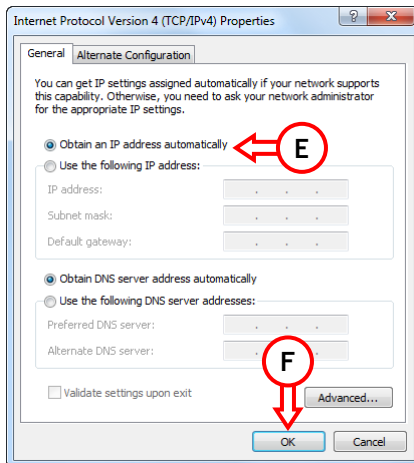 Internet Protocol Version 4 (TCP/IPv4) Properties
? X
General
Alternate Configuration
You can get IP settings assigned automatically if your network supports
this capability. Otherwise, you need to ask your network administrator
for the appropriate IP settings.
Obtain an IP address automatically
E
Use the following IP address:
IP address:
. . .
Subnet mask:
. . .
Default gateway:
. . .
Obtain DNS server address automatically
Use the following DNS server addresses:
Preferred DNS server:
. . .
Alternate DNS server:
. .
F
Validate settings upon exit
Advanced...
OK
Cancel